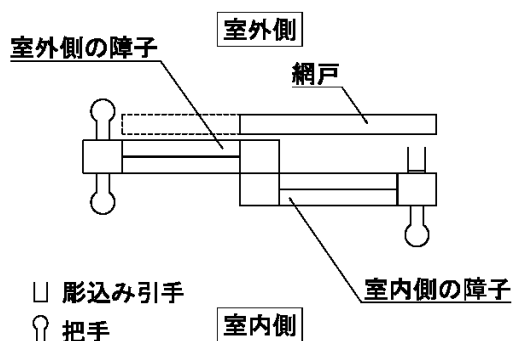 室外側
室外側の障子
網戸
彫込み引手
室内側の障子
把手
室内側